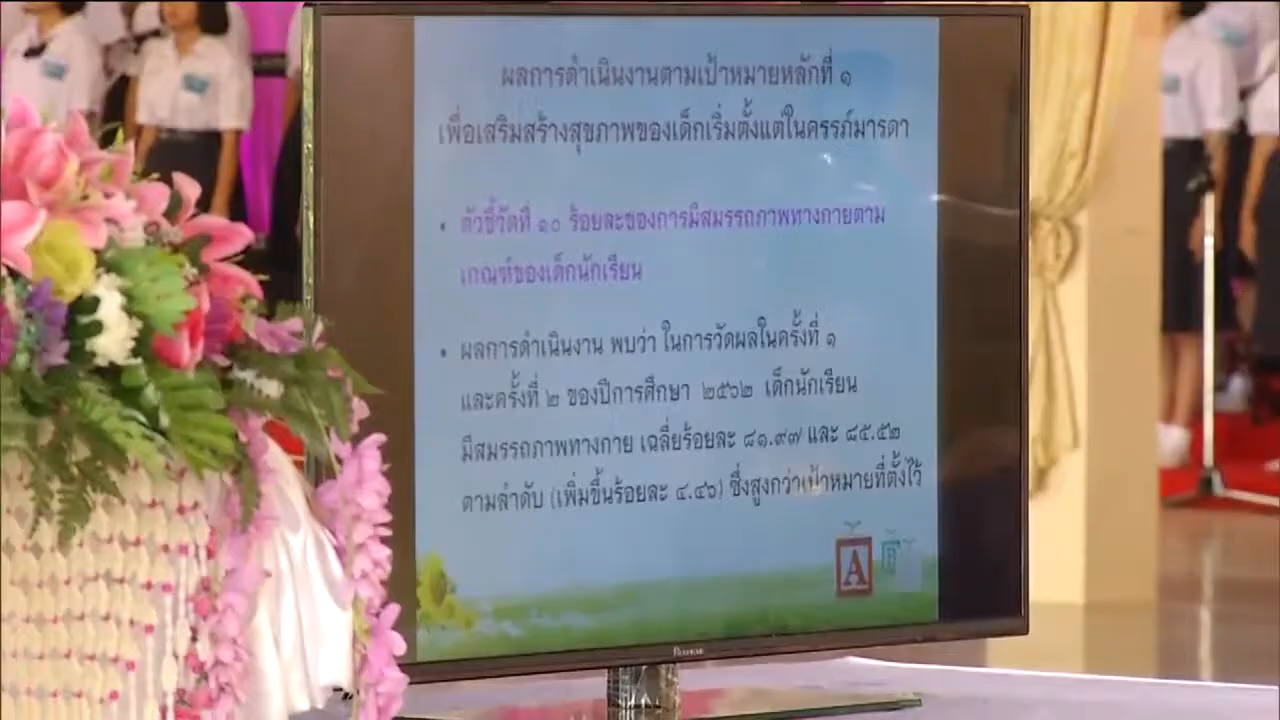 ผลการดำเนินงานตามเป้าหมายหลักที่ ๑
เพื่อเสริมสร้างสุขภาพของเด็กเริ่มตั้งแต่ในครรภ์มารดา
• ตัวชี้วัดที่ ๑๐ ร้อยละของการมีสมรรถภาพทางกายตาม
เกณฑ์ของเด็กนักเรียน
• ผลการดำเนินงาน พบว่า ในการวัดผลในครั้งที่ ๑
และครั้งที่ ๒ ของปีการศึกษา ๒๕๖๒ เด็กนักเรียน
มีสมรรถภาพทางกาย เฉลี่ยร้อยละ ๘๑.๙๗ และ ๘๕.๕๒
ตามลำดับ (เพิ่มขึ้นร้อยละ ๔.๔๖) ซึ่งสูงกว่าเป้าหมายที่ตั้งไว้
A